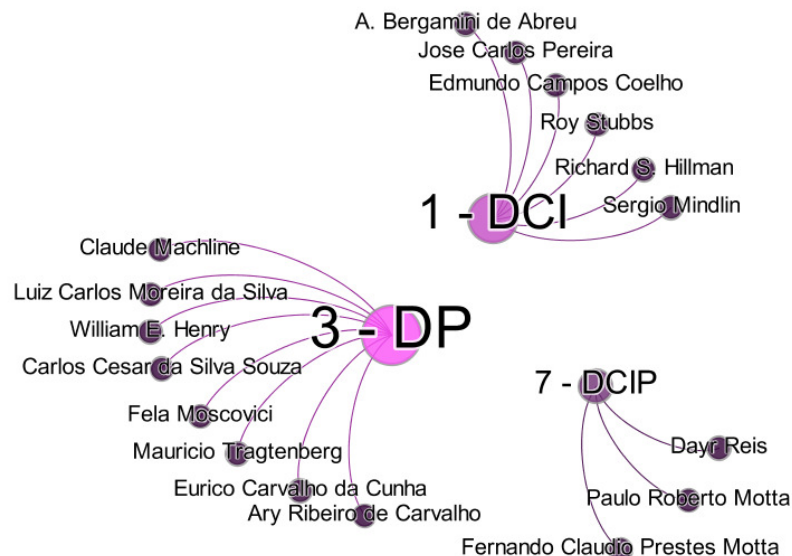 A. Bergamini de Abreu
Jose Carlos Pereira
Edmundo Campos Coelho
Roy Stubbs
Richard S. Hillman
Sergio Mindlin
1 - DCI
Claude Machline
Luiz Carlos Moreira da Silva
William E. Henry
Carlos Cesar da Silva Souza
3 - DP
Fela Moscovici
Mauricio Tragtenberg
Eurico Carvalho da Cunha
Ary Ribeiro de Carvalho
7 - DCIP
Dayr Reis
Paulo Roberto Motta
Fernando Claudio Prestes Motta